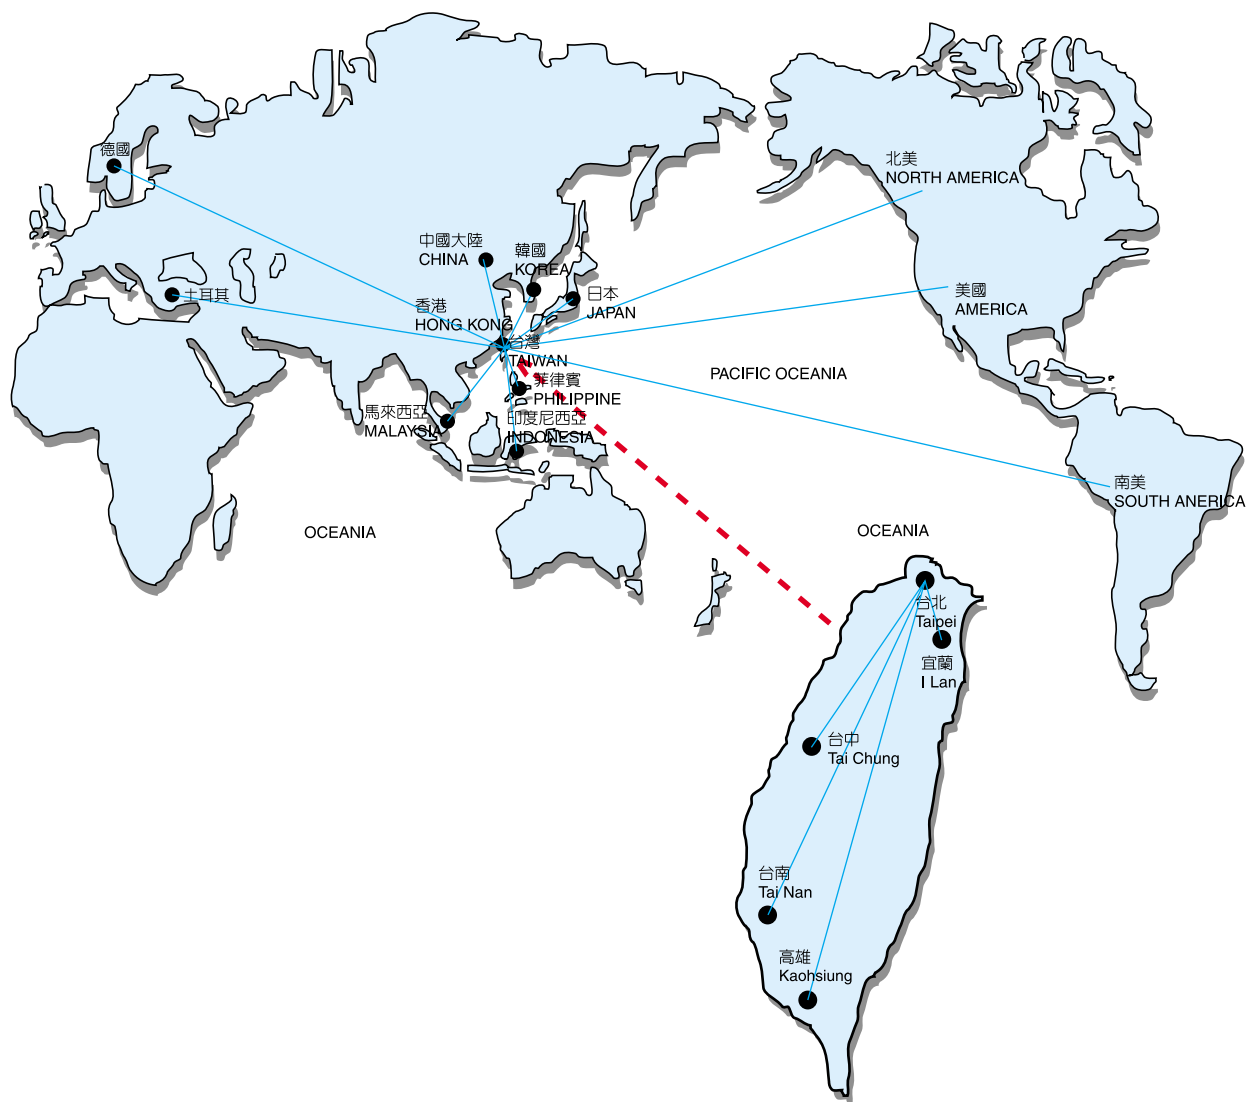 德國
北美
NORTH AMERICA
中國大陸
CHINA
韓國
KOREA
土耳其
日本
JAPAN
美國
AMERICA
香港
HONG KONG
台灣
TAIWAN
PACIFIC OCEANIA
菲律賓
PHILIPPINE
馬來西亞
MALAYSIA
印度尼西亞
INDONESIA
南美
SOUTH ANERICA
OCEANIA
OCEANIA
台北
Taipei
宜蘭
I Lan
台中
Tai Chung
台南
Tai Nan
高雄
Kaohsiung